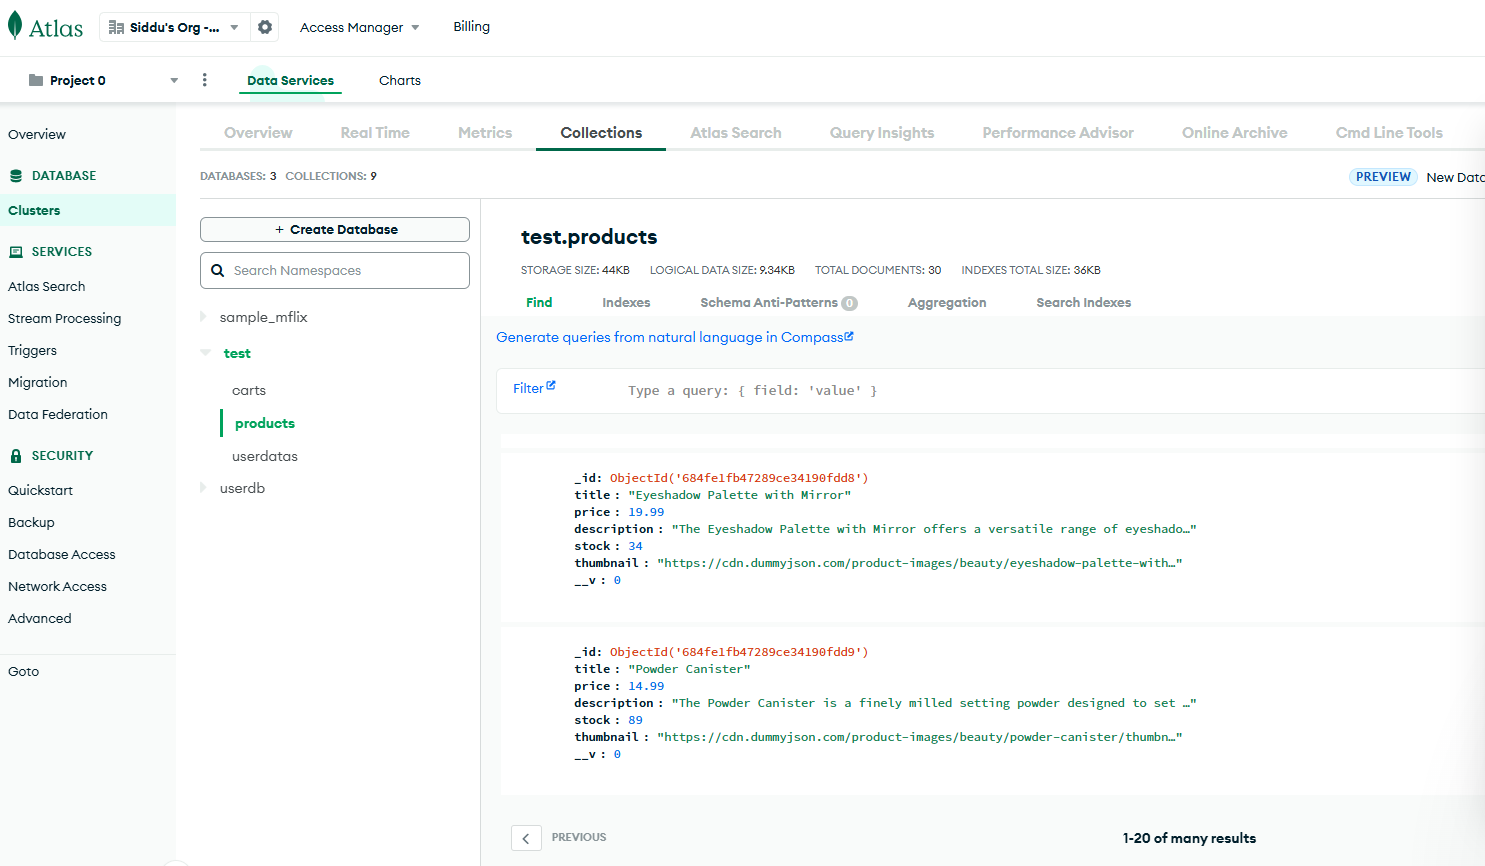 Atlas
Siddu's Org -...
Access Manager
Billing
Project 0
Data Services
Charts
Overview
DATABASE
Clusters
SERVICES
Atlas Search
Stream Processing
Triggers
Migration
Data Federation
SECURITY
Quickstart
Backup
Database Access
Network Access
Advanced
Goto
Overview Real Time Metrics Collections Atlas Search Query Insights Performance Advisor Online Archive Cmd Line Tools
DATABASES: 3 COLLECTIONS: 9
PREVIEW New Data
+ Create Database
Search Namespaces
sample_mflix
test
carts
products
userdatas
userdb
test.products
STORAGE SIZE: 44KB LOGICAL DATA SIZE: 9.34KB TOTAL DOCUMENTS: 30 INDEXES TOTAL SIZE: 36KB
Find Indexes Schema Anti-Patterns 0 Aggregation Search Indexes
Generate queries from natural language in Compass
Filter
Type a query: { field: 'value' }
_id: ObjectId('684fe1fb47289ce34190fdd8')
title : "Eyeshadow Palette with Mirror"
price : 19.99
description : "The Eyeshadow Palette with Mirror offers a versatile range of eyeshado…"
stock : 34
thumbnail : "https://cdn.dummyjson.com/product-images/beauty/eyeshadow-palette-with…"
__v : 0
_id: ObjectId('684fe1fb47289ce34190fdd9')
title : "Powder Canister"
price : 14.99
description : "The Powder Canister is a finely milled setting powder designed to set …"
stock : 89
thumbnail : "https://cdn.dummyjson.com/product-images/beauty/powder-canister/thumbn…"
__v : 0
PREVIOUS
1-20 of many results